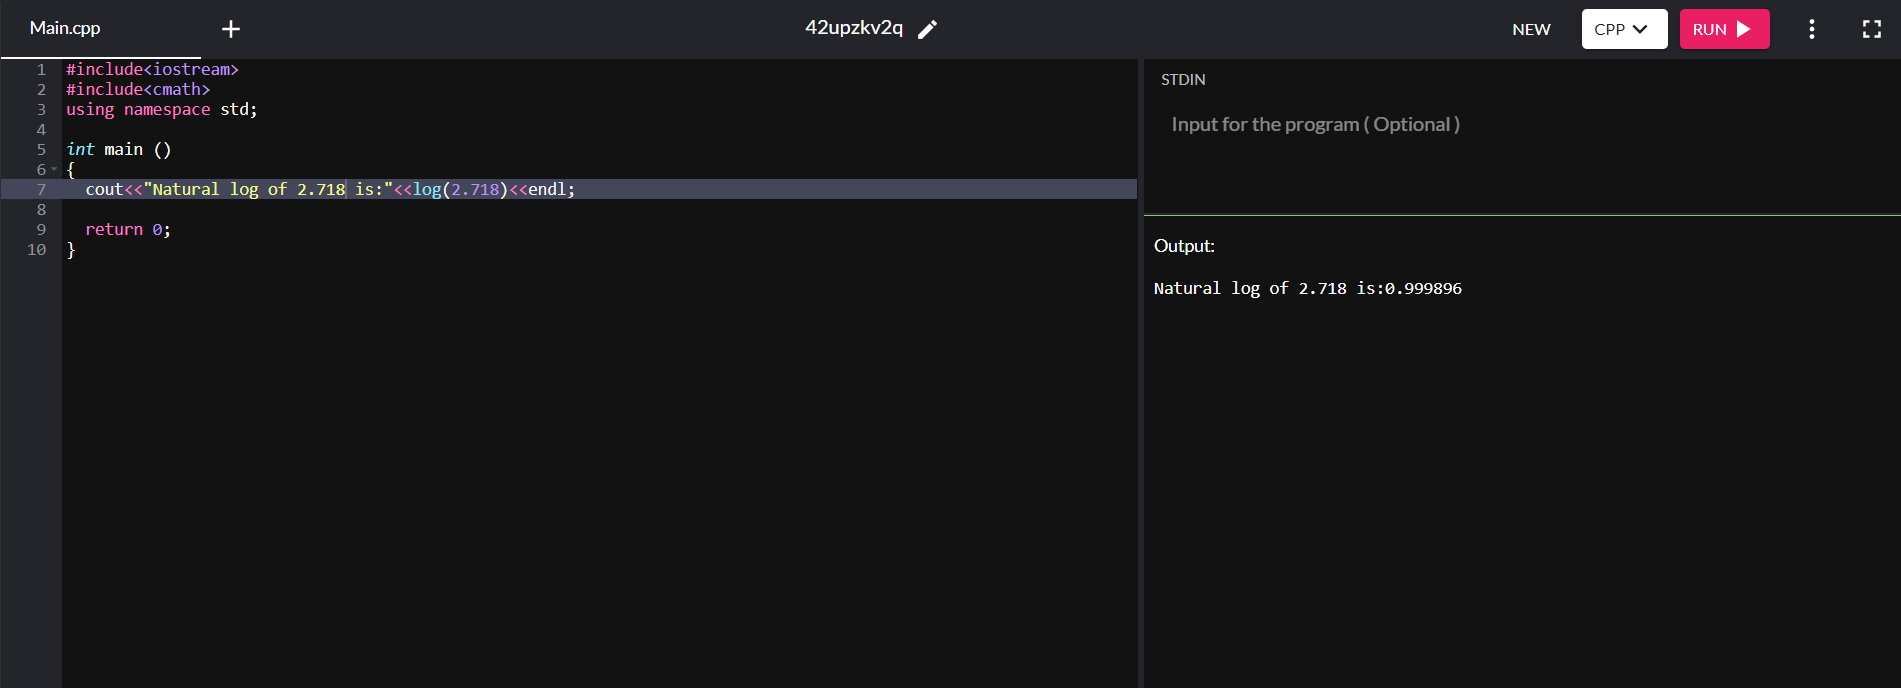 Main.cpp
42upzkv2q
NEW
CPP
RUN
1 #include<iostream>
2 #include<cmath>
3 using namespace std;
4
5 int main ()
6 {
7 cout<<"Natural log of 2.718 is:"<<log(2.718)<<endl;
8
9 return 0;
10 }
STDIN
Input for the program ( Optional )
Output:
Natural log of 2.718 is:0.999896